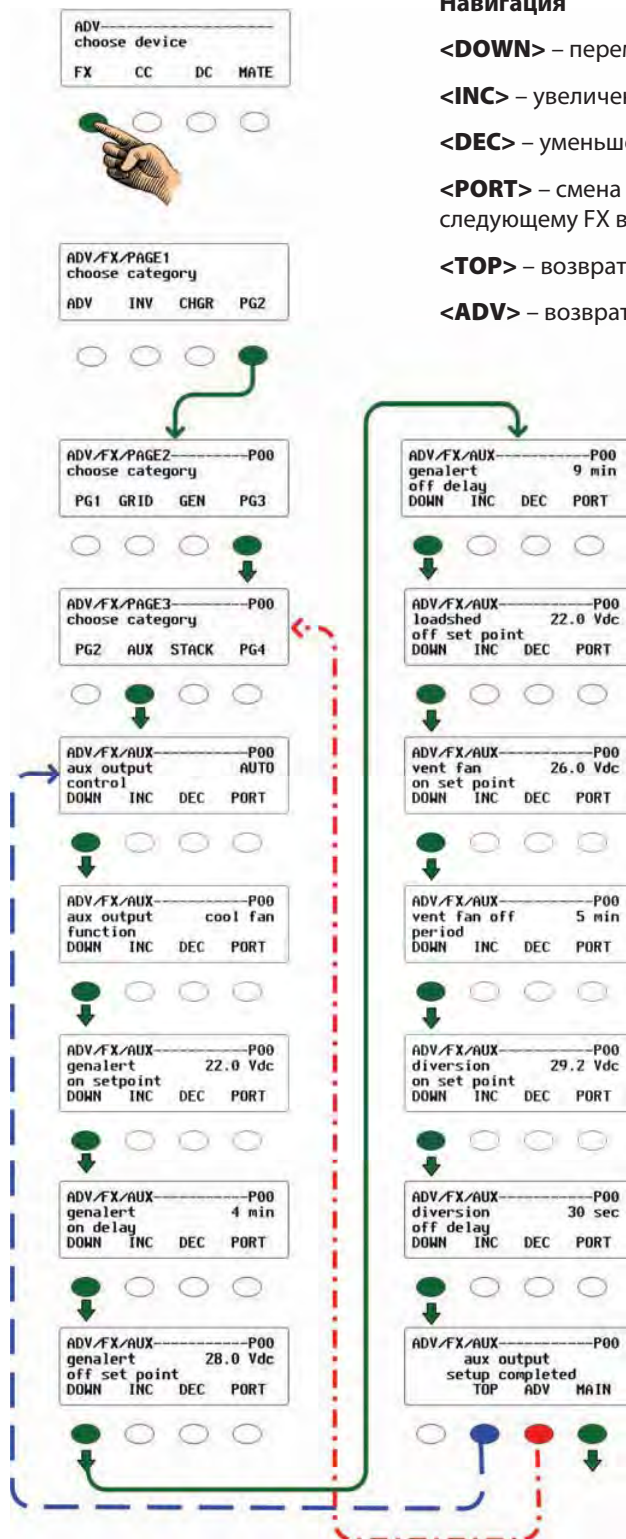 ADV---------------------
choose device
FX CC DC MATE
ADV/FX/PAGE1
choose category
ADV INV CHGR PG2
ADV/FX/PAGE2----------P00
choose category
PG1 GRID GEN PG3
ADV/FX/PAGE3----------P00
choose category
PG2 AUX STACK PG4
ADV/FX/AUX------------P00
aux output AUTO
control
DOWN INC DEC PORT
ADV/FX/AUX------------P00
aux output cool fan
function
DOWN INC DEC PORT
ADV/FX/AUX------------P00
genalert 22.0 Vdc
on setpoint
DOWN INC DEC PORT
ADV/FX/AUX------------P00
genalert 4 min
on delay
DOWN INC DEC PORT
ADV/FX/AUX------------P00
genalert 28.0 Vdc
off set point
DOWN INC DEC PORT
Навигация
<DOWN> –
<INC> –
<DEC> –
<PORT> – смена
следующему FX
<TOP> – возврат
<ADV> – возврат
ADV/FX/AUX------------P00
genalert 9 min
off delay
DOWN INC DEC PORT
ADV/FX/AUX------------P00
loadshed 22.0 Vdc
off set point
DOWN INC DEC PORT
ADV/FX/AUX------------P00
vent fan 26.0 Vdc
on set point
DOWN INC DEC PORT
ADV/FX/AUX------------P00
vent fan off 5 min
period
DOWN INC DEC PORT
ADV/FX/AUX------------P00
diversion 29.2 Vdc
on set point
DOWN INC DEC PORT
ADV/FX/AUX------------P00
diversion 30 sec
off delay
DOWN INC DEC PORT
ADV/FX/AUX------------P00
aux output
setup completed
TOP ADV MAIN